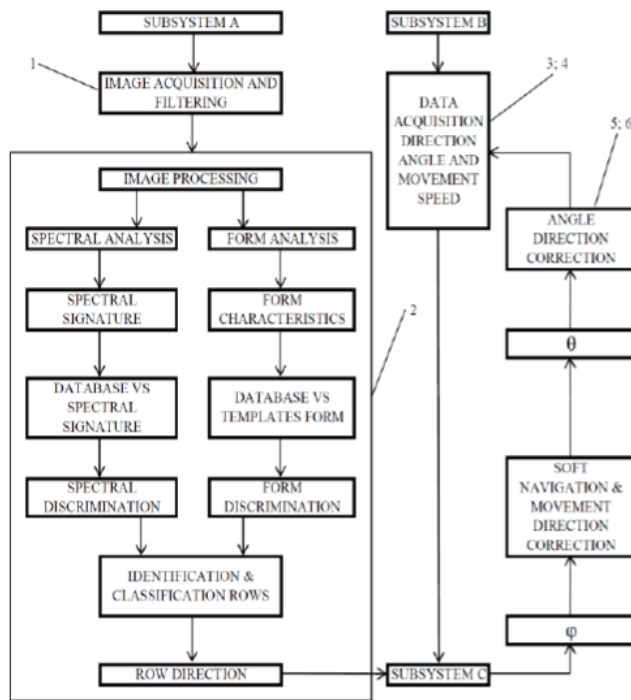 SUBSYSTEM A
1
IMAGE ACQUISITION AND
FILTERING
IMAGE PROCESSING
SPECTRAL ANALYSIS
FORM ANALYSIS
SPECTRAL
SIGNATURE
FORM
CHARACTERISTICS
2
DATABASE VS
SPECTRAL
SIGNATURE
DATABASE VS
TEMPLATES FORM
SPECTRAL
DISCRIMINATION
FORM
DISCRIMINATION
IDENTIFICATION &
CLASSIFICATION ROWS
ROW DIRECTION
SUBSYSTEM B
3; 4
DATA
ACQUISITION
DIRECTION
ANGLE AND
MOVEMENT
SPEED
5; 6
ANGLE
DIRECTION
CORRECTION
θ
SOFT
NAVIGATION &
MOVEMENT
DIRECTION
CORRECTION
φ
SUBSYSTEM C